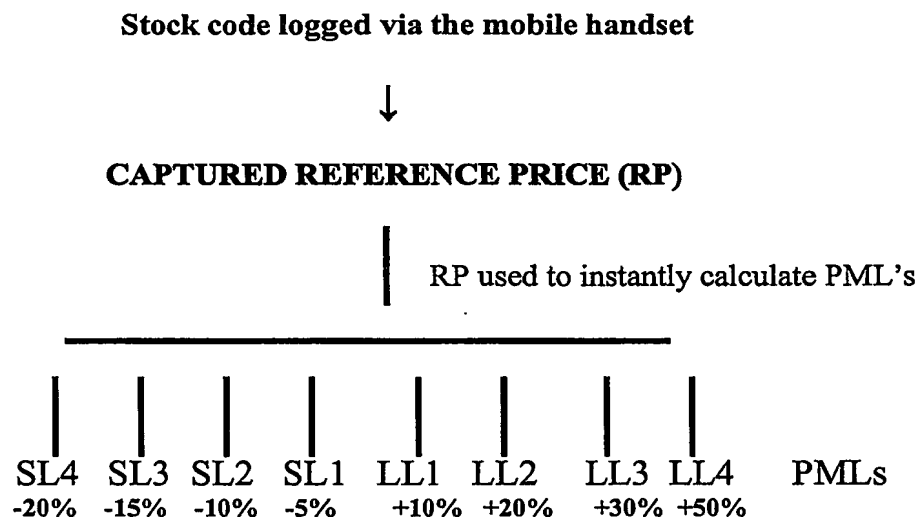 Stock code logged via the mobile handset
↓
CAPTURED REFERENCE PRICE (RP)
RP used to instantly calculate PML's
SL4 SL3 SL2 SL1 LL1 LL2 LL3 LL4 PMLs
-20% -15% -10% -5% +10% +20% +30% +50%